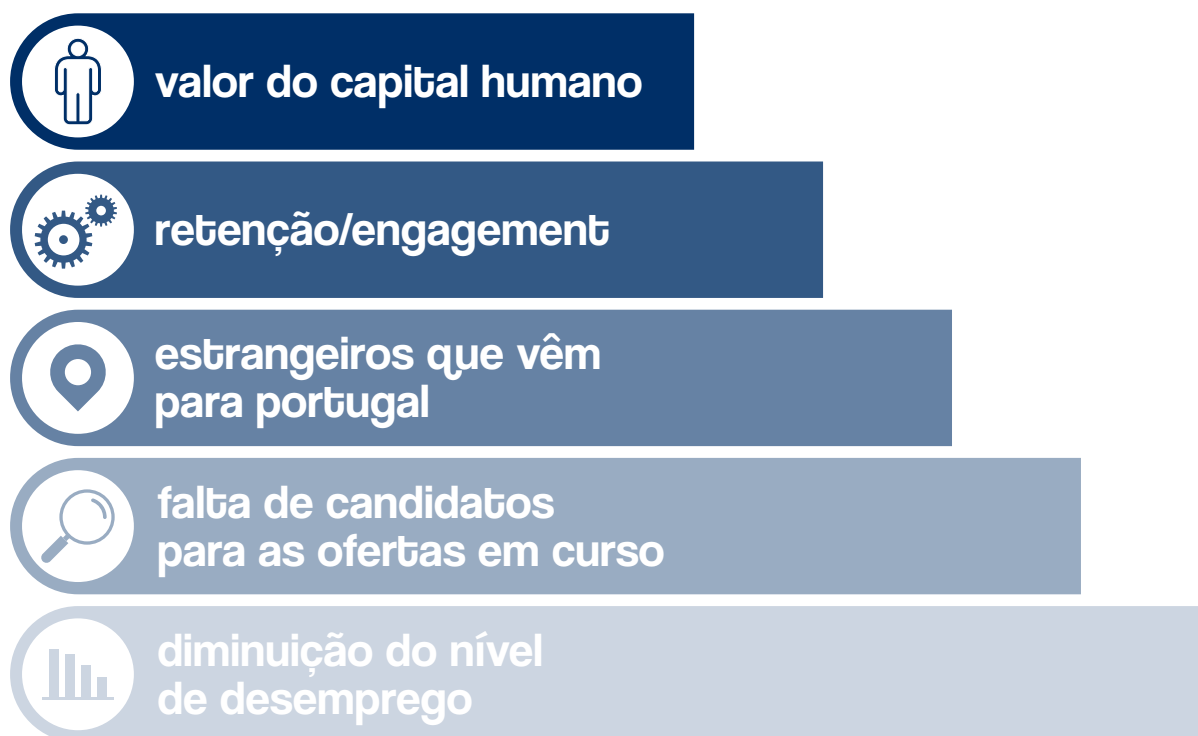 valor do capital humano
retenção/engagement
estrangeiros que vêm
para portugal
falta de candidatos
para as ofertas em curso
diminuição do nível
de desemprego